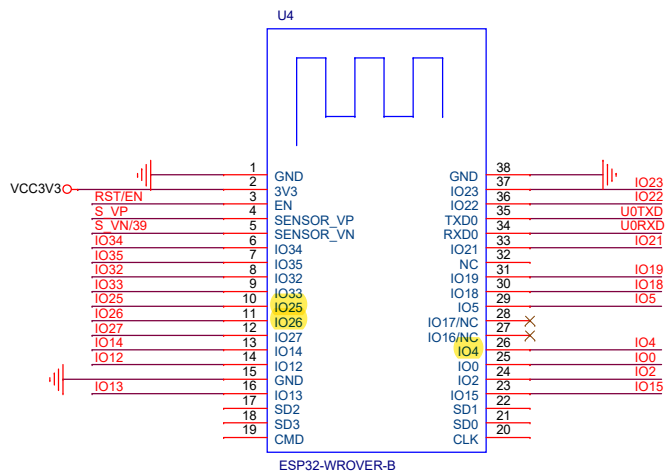 U4
1 GND GND 38
VCC3V3 2 3V3 IO23 37 IO23
RST/EN 3 EN IO22 36 IO22
S_VP 4 SENSOR_VP TXD0 35 U0TXD
S_VN/39 5 SENSOR_VN RXD0 34 U0RXD
IO34 6 IO34 IO21 33 IO21
IO35 7 IO35 NC 32
IO32 8 IO32 IO19 31 IO19
IO33 9 IO33 IO18 30 IO18
IO25 10 IO25 IO5 29 IO5
IO26 11 IO26 IO17/NC 28
IO27 12 IO27 IO16/NC 27
IO14 13 IO14 IO4 26 IO4
IO12 14 IO12 IO0 25 IO0
15 GND IO2 24 IO2
IO13 16 IO13 IO15 23 IO15
17 SD2 SD1 22
18 SD3 SD0 21
19 CMD CLK 20
ESP32-WROVER-B